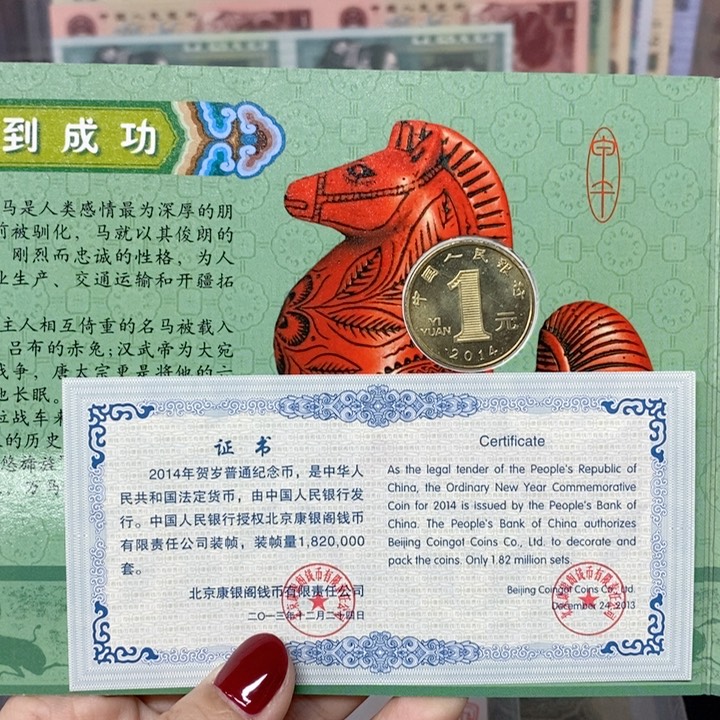 到成功
马是人类感情最为深厚的朋
前被驯化，马就以其俊朗的
刚烈而忠诚的性格，为人
业生产、交通运输和开疆拓
主人相互倚重的名马被载入
吕布的赤兔；汉武帝为大宛
战争，唐太宗更是将他的六
地长眠。
位战车来
的历史
悠旆旌
万马
中国人民银行
1
元
YI
YUAN
2014
证书
2014年贺岁普通纪念币，是中华人
民共和国法定货币，由中国人民银行发
行。中国人民银行授权北京康银阁钱币
有限责任公司装帧，装帧量1,820,000
套。
北京康银阁钱币有限责任公司
二〇一三年十二月二十四日
Certificate
As the legal tender of the People's Republic of
China, the Ordinary New Year Commemorative
Coin for 2014 is issued by the People's Bank of
China. The People's Bank of China authorizes
Beijing Coingot Coins Co., Ltd. to decorate and
pack the coins. Only 1.82 million sets.
Beijing Coingot Coins Co., Ltd.
December 24, 2013